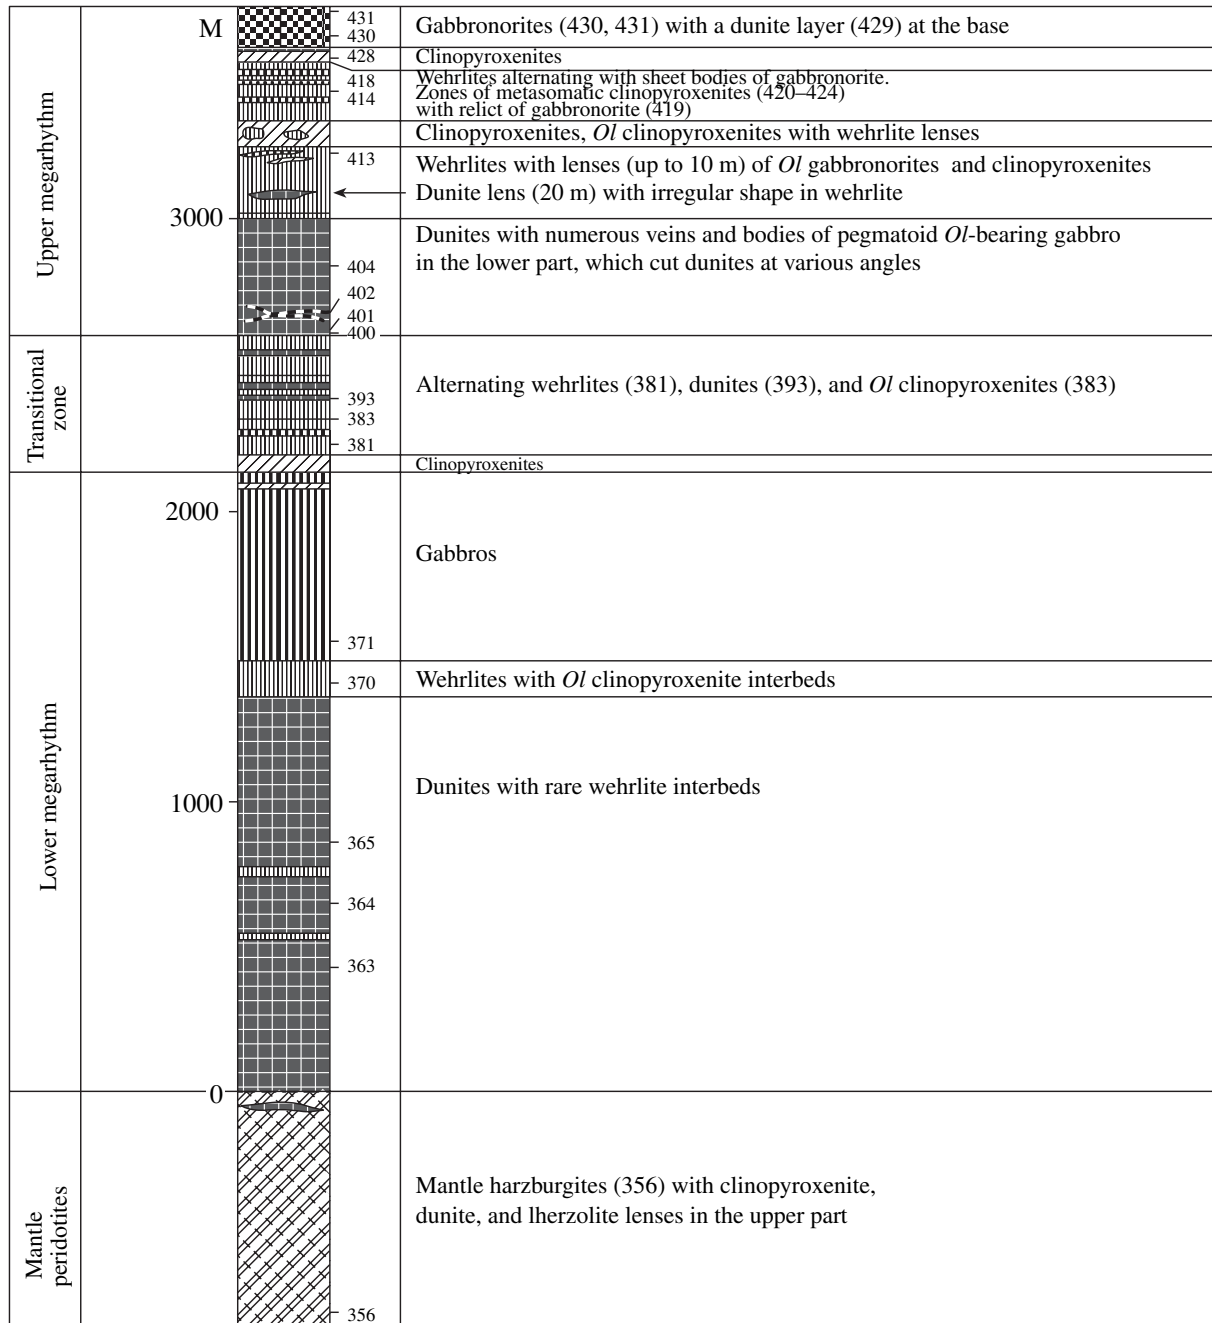 M
431
430
Gabbronorites (430, 431) with a dunite layer (429) at the base
428
Clinopyroxenites
418
414
Wehrlites alternating with sheet bodies of gabbronorite.
Zones of metasomatic clinopyroxenites (420–424)
with relict of gabbronorite (419)
Clinopyroxenites, Ol clinopyroxenites with wehrlite lenses
413
Wehrlites with lenses (up to 10 m) of Ol gabbronorites and clinopyroxenites
Dunite lens (20 m) with irregular shape in wehrlite
Upper megarhythm
3000
Dunites with numerous veins and bodies of pegmatoid Ol-bearing gabbro
in the lower part, which cut dunites at various angles
404
402
401
400
Transitional
zone
Alternating wehrlites (381), dunites (393), and Ol clinopyroxenites (383)
393
383
381
Clinopyroxenites
2000
Gabbros
371
370
Wehrlites with Ol clinopyroxenite interbeds
Lower megarhythm
Dunites with rare wehrlite interbeds
1000
365
364
363
0
Mantle
peridotites
Mantle harzburgites (356) with clinopyroxenite,
dunite, and lherzolite lenses in the upper part
356